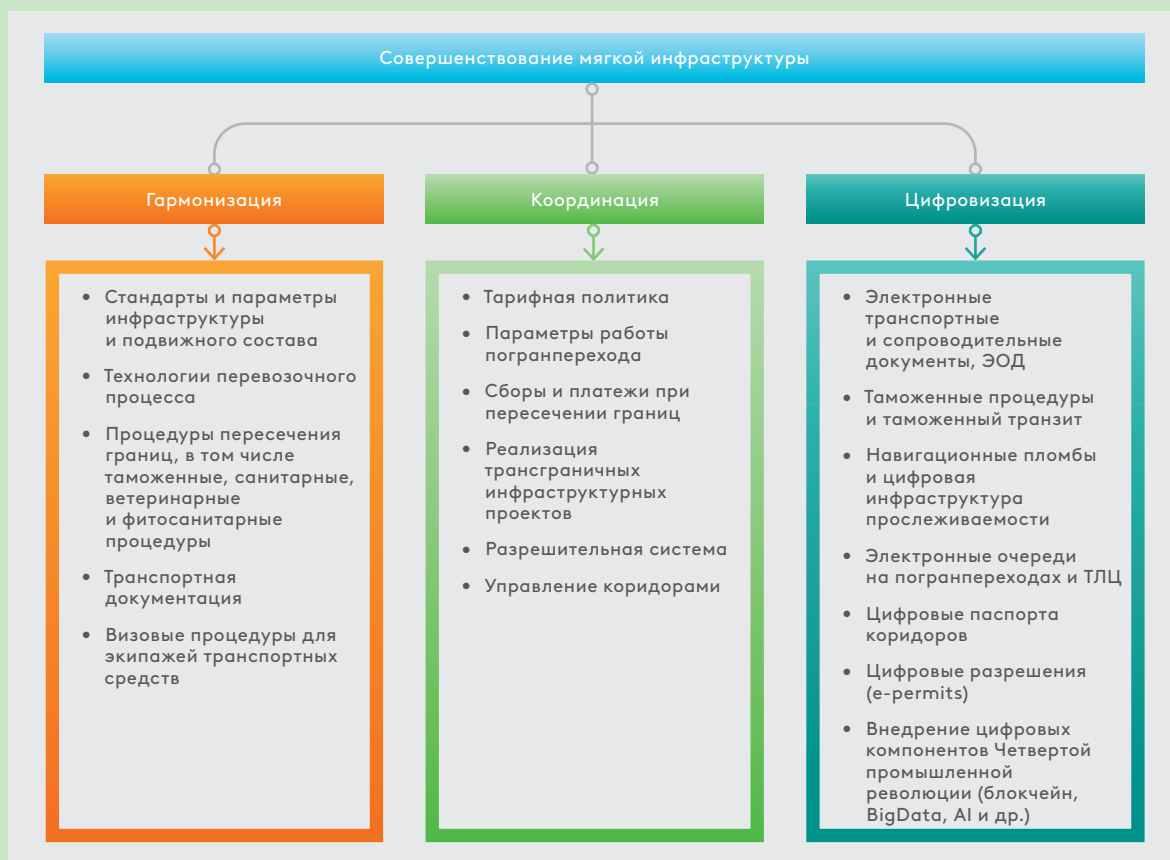 Совершенствование мягкой инфраструктуры
Гармонизация
• Стандарты и параметры
инфраструктуры
и подвижного состава
• Технологии перевозочного
процесса
• Процедуры пересечения
границ, в том числе
таможенные, санитарные,
ветеринарные
и фитосанитарные
процедуры
• Транспортная
документация
• Визовые процедуры для
экипажей транспортных
средств
Координация
• Тарифная политика
• Параметры работы
погранперехода
• Сборы и платежи при
пересечении границ
• Реализация
трансграничных
инфраструктурных
проектов
• Разрешительная система
• Управление коридорами
Цифровизация
• Электронные
транспортные
и сопроводительные
документы, ЭОД
• Таможенные процедуры
и таможенный транзит
• Навигационные пломбы
и цифровая
инфраструктура
прослеживаемости
• Электронные очереди
на погранпереходах и ТЛЦ
• Цифровые паспорта
коридоров
• Цифровые разрешения
(e-permits)
• Внедрение цифровых
компонентов Четвертой
промышленной
революции (блокчейн,
BigData, AI и др.)